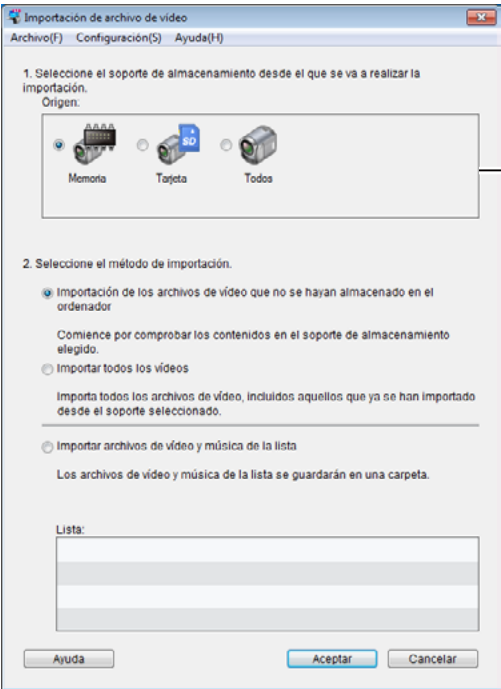 Importación de archivo de vídeo
Archivo(F) Configuración(S) Ayuda(H)
1. Seleccione el soporte de almacenamiento desde el que se va a realizar la
importación.
Origen:
SD
Memoria Tarjeta Todos
2. Seleccione el método de importación.
Importación de los archivos de vídeo que no se hayan almacenado en el
ordenador
Comience por comprobar los contenidos en el soporte de almacenamiento
elegido.
Importar todos los vídeos
Importa todos los archivos de vídeo, incluidos aquellos que ya se han importado
desde el soporte seleccionado.
Importar archivos de vídeo y música de la lista
Los archivos de vídeo y música de la lista se guardarán en una carpeta.
Lista:
Ayuda Aceptar Cancelar